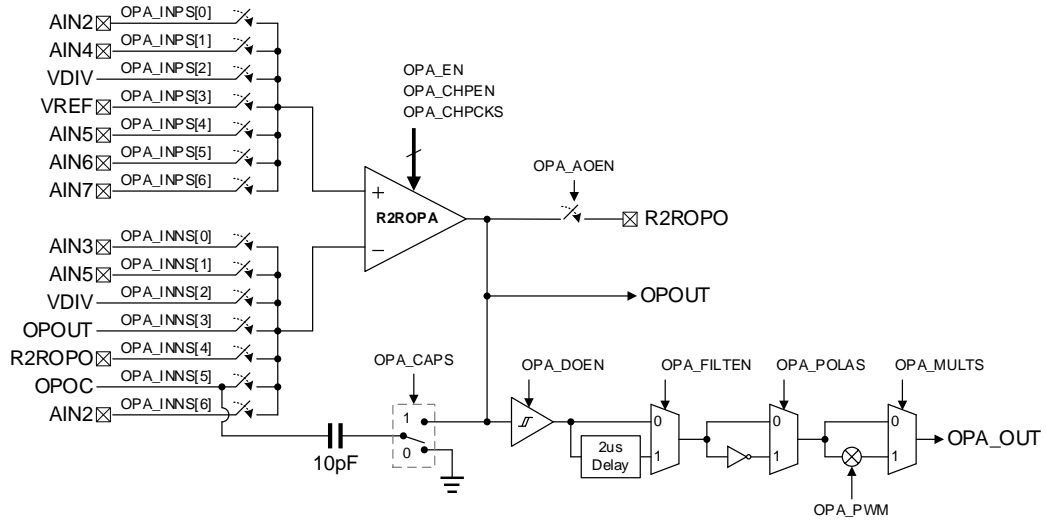 AIN2 OPA_INPS[0]
AIN4 OPA_INPS[1]
VDIV OPA_INPS[2]
VREF OPA_INPS[3]
AIN5 OPA_INPS[4]
AIN6 OPA_INPS[5]
AIN7 OPA_INPS[6]
OPA_EN
OPA_CHPEN
OPA_CHPCKS
+
R2ROPA
−
OPA_AOEN
R2ROPO
OPOUT
AIN3 OPA_INNS[0]
AIN5 OPA_INNS[1]
VDIV OPA_INNS[2]
OPOUT OPA_INNS[3]
R2ROPO OPA_INNS[4]
OPOC OPA_INNS[5]
AIN2 OPA_INNS[6]
10pF
OPA_CAPS
1
0
OPA_DOEN
OPA_FILTEN
0
1
2us
Delay
OPA_POLAS
0
1
OPA_MULTS
0
1
OPA_PWM
OPA_OUT